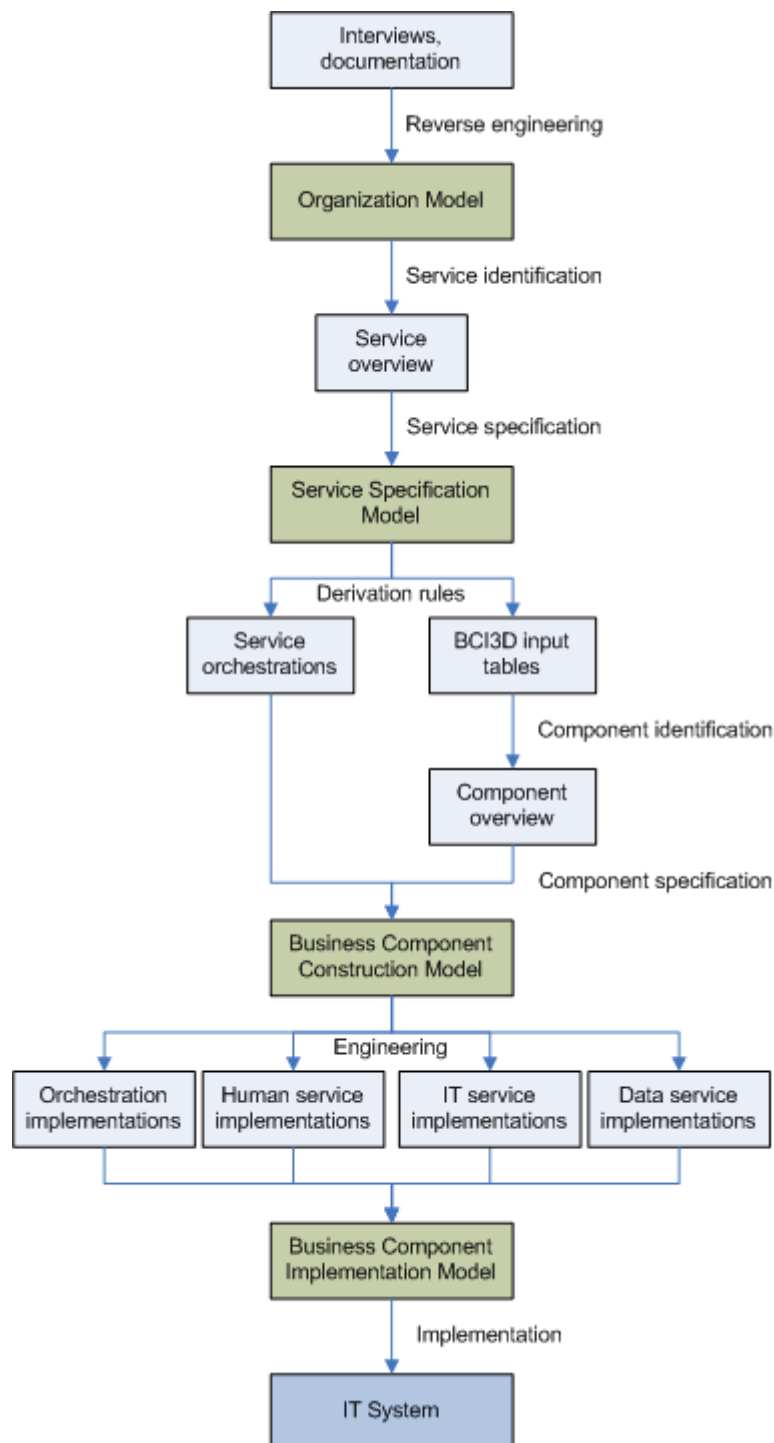 Interviews,
documentation
Reverse engineering
Organization Model
Service identification
Service
overview
Service specification
Service Specification
Model
Derivation rules
Service
orchestrations
BCI3D input
tables
Component identification
Component
overview
Component specification
Business Component
Construction Model
Engineering
Orchestration
implementations
Human service
implementations
IT service
implementations
Data service
implementations
Business Component
Implementation Model
Implementation
IT System